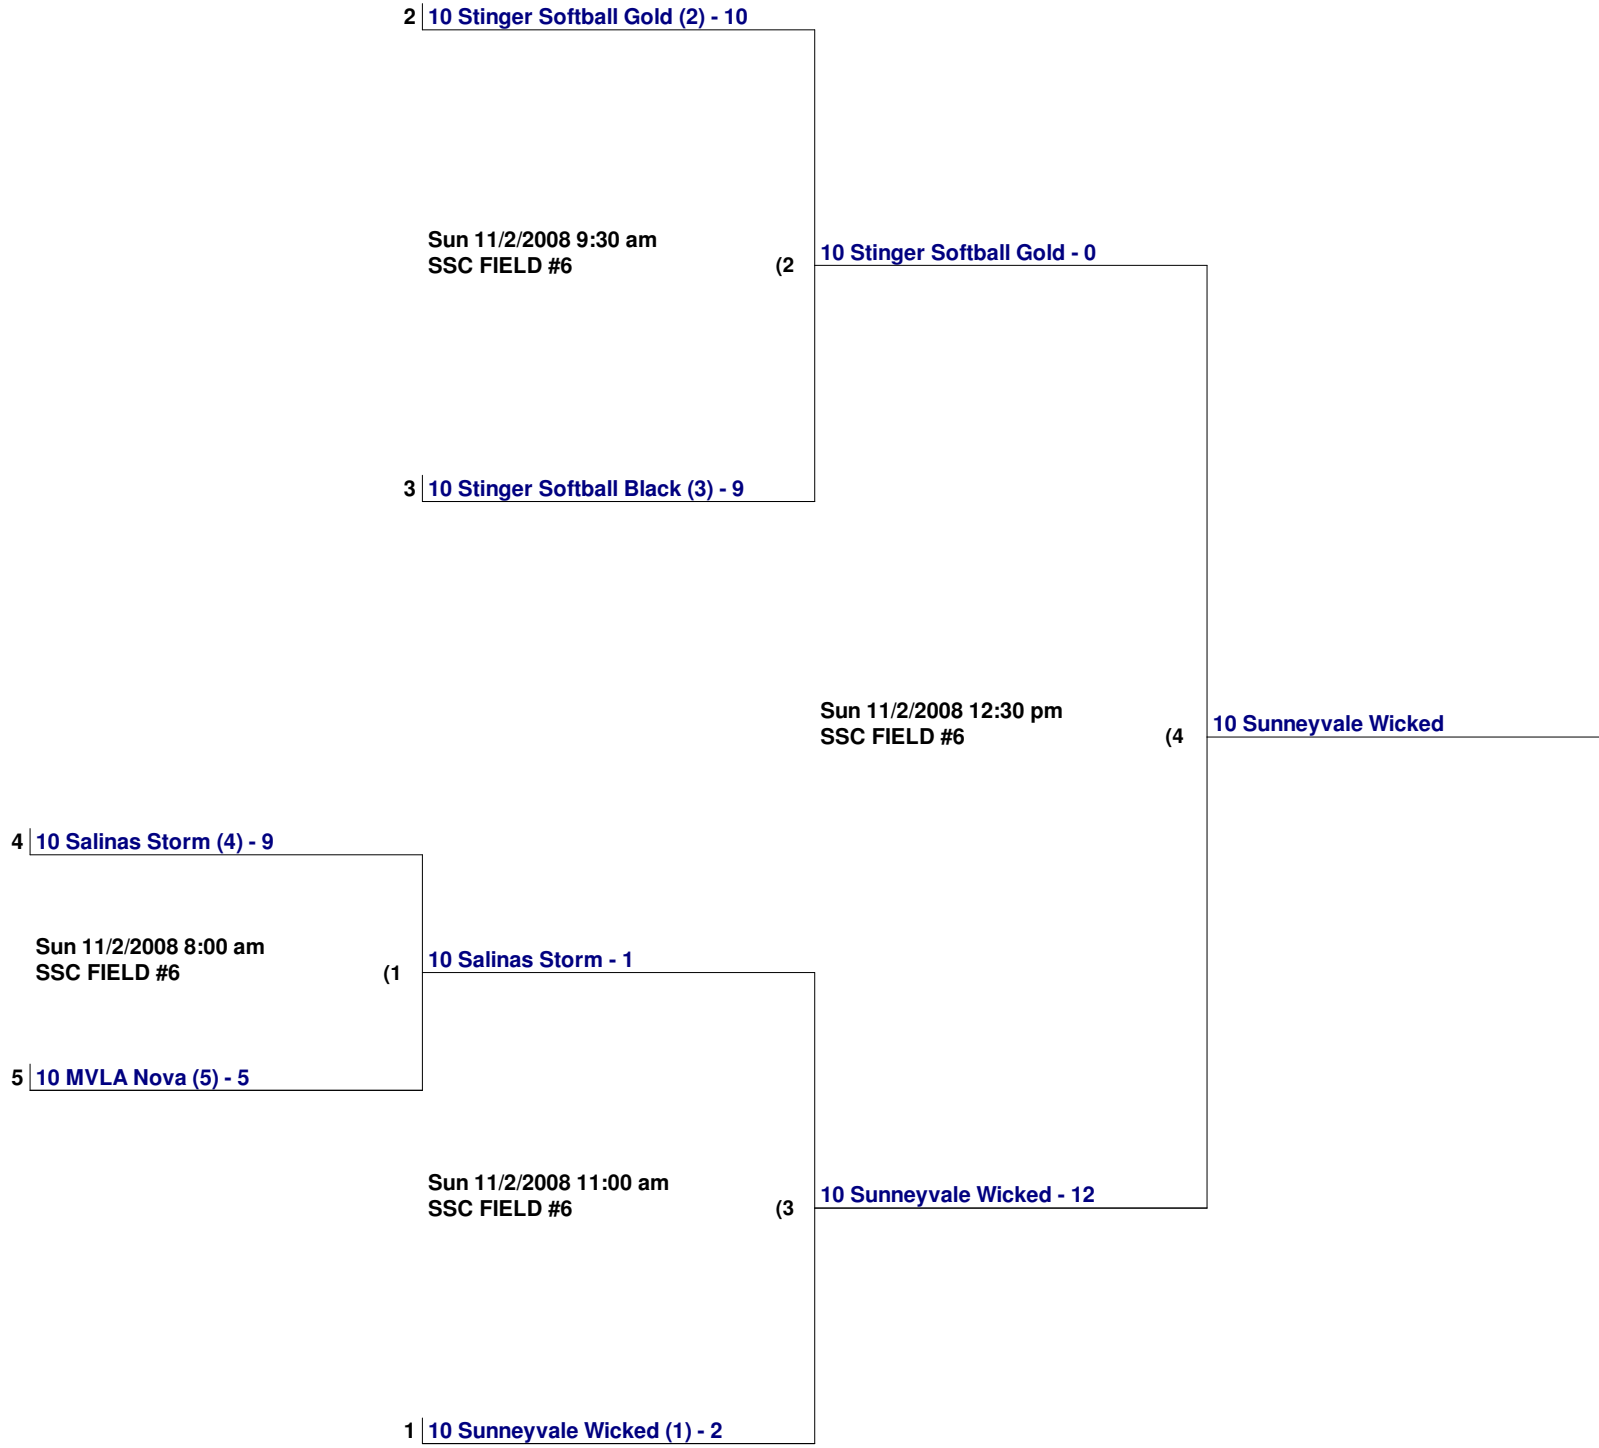 2 10 Stinger Softball Gold (2) - 10
Sun 11/2/2008 9:30 am
SSC FIELD #6 (2
10 Stinger Softball Gold - 0
3 10 Stinger Softball Black (3) - 9
Sun 11/2/2008 12:30 pm
SSC FIELD #6 (4
10 Sunneyvale Wicked
4 10 Salinas Storm (4) - 9
Sun 11/2/2008 8:00 am
SSC FIELD #6 (1
10 Salinas Storm - 1
5 10 MVLA Nova (5) - 5
Sun 11/2/2008 11:00 am
SSC FIELD #6 (3
10 Sunneyvale Wicked - 12
1 10 Sunneyvale Wicked (1) - 2